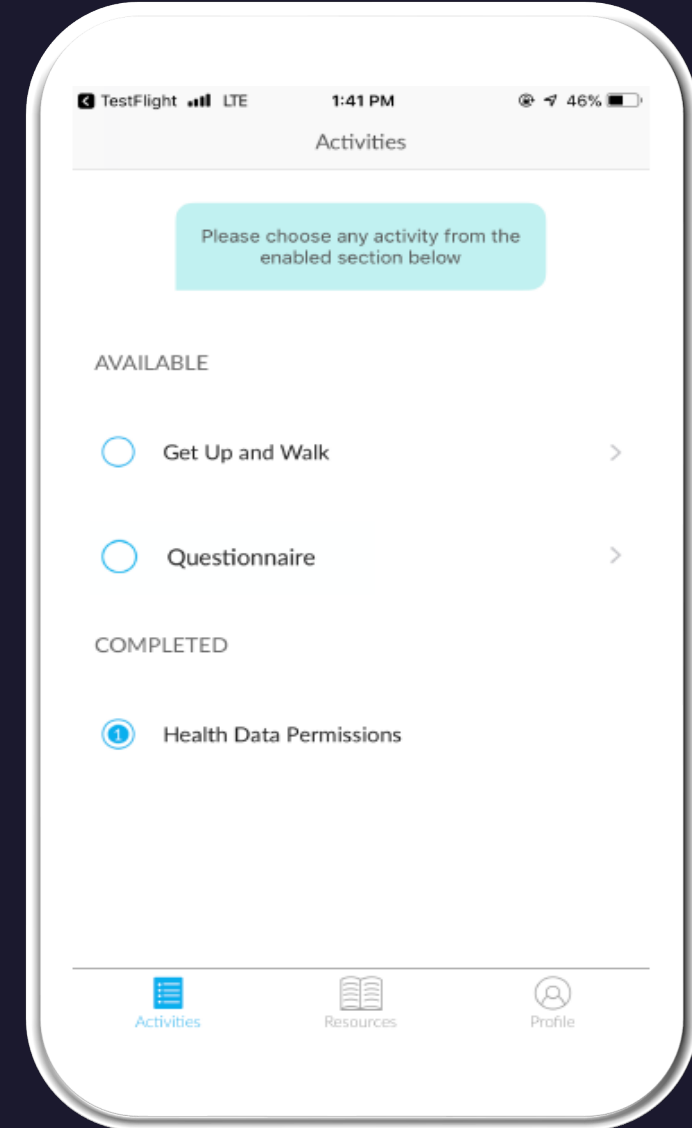 TestFlight LTE 1:41 PM 46%
Activities
Please choose any activity from the
enabled section below
AVAILABLE
Get Up and Walk
Questionnaire
COMPLETED
1 Health Data Permissions
Activities Resources Profile